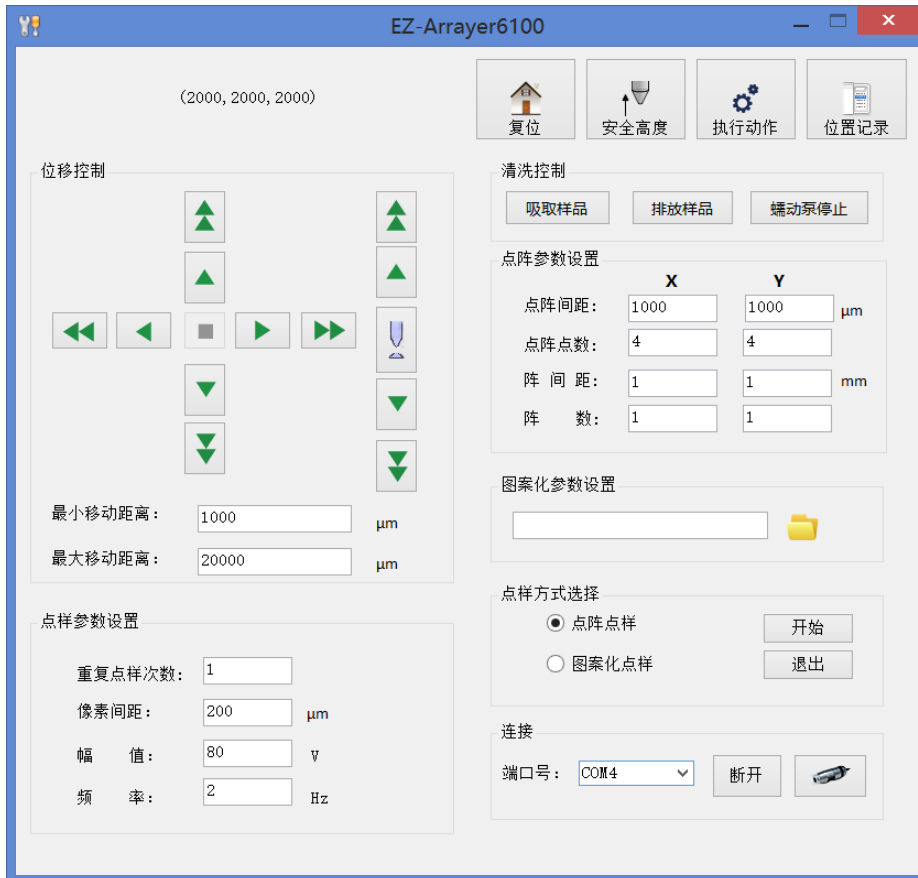 EZ-Arrayer6100
(2000, 2000, 2000)
复位
安全高度
执行动作
位置记录
位移控制
最小移动距离： 1000 μm
最大移动距离： 20000 μm
点样参数设置
重复点样次数： 1
像素间距： 200 μm
幅 值： 80 V
频 率： 2 Hz
清洗控制
吸取样品 排放样品 蠕动泵停止
点阵参数设置
X Y
点阵间距： 1000 1000 μm
点阵点数： 4 4
阵 间 距： 1 1 mm
阵 数： 1 1
图案化参数设置
点样方式选择
点阵点样 开始
图案化点样 退出
连接
端口号： COM4 断开